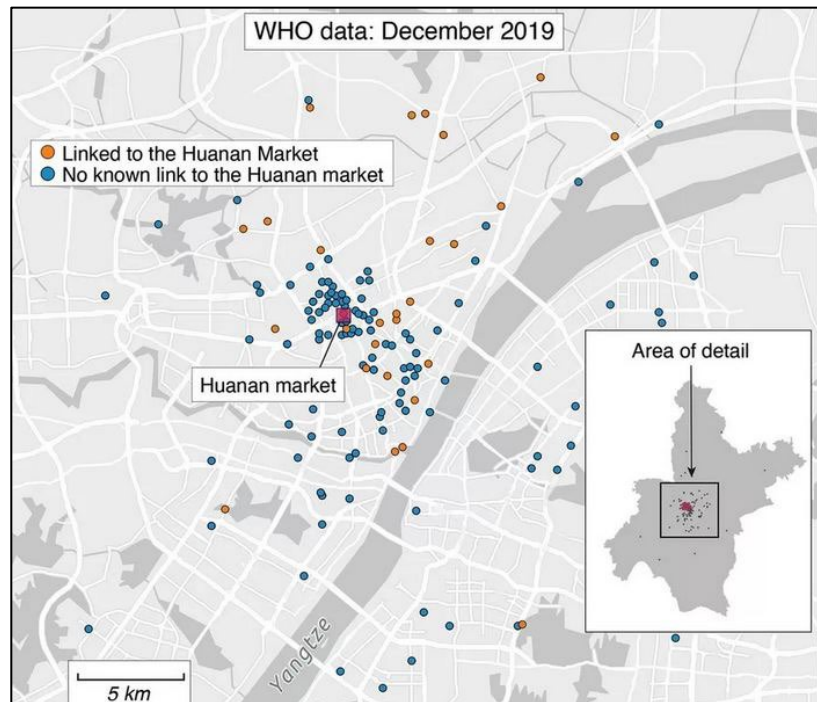 WHO data: December 2019
Linked to the Huanan Market
No known link to the Huanan market
Huanan market
Area of detail
Yangtze
5 km